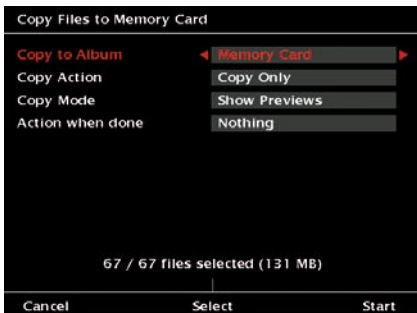 Copy Files to Memory Card
Copy to Album Memory Card
Copy Action Copy Only
Copy Mode Show Previews
Action when done Nothing
67 / 67 files selected (131 MB)
Cancel Select Start